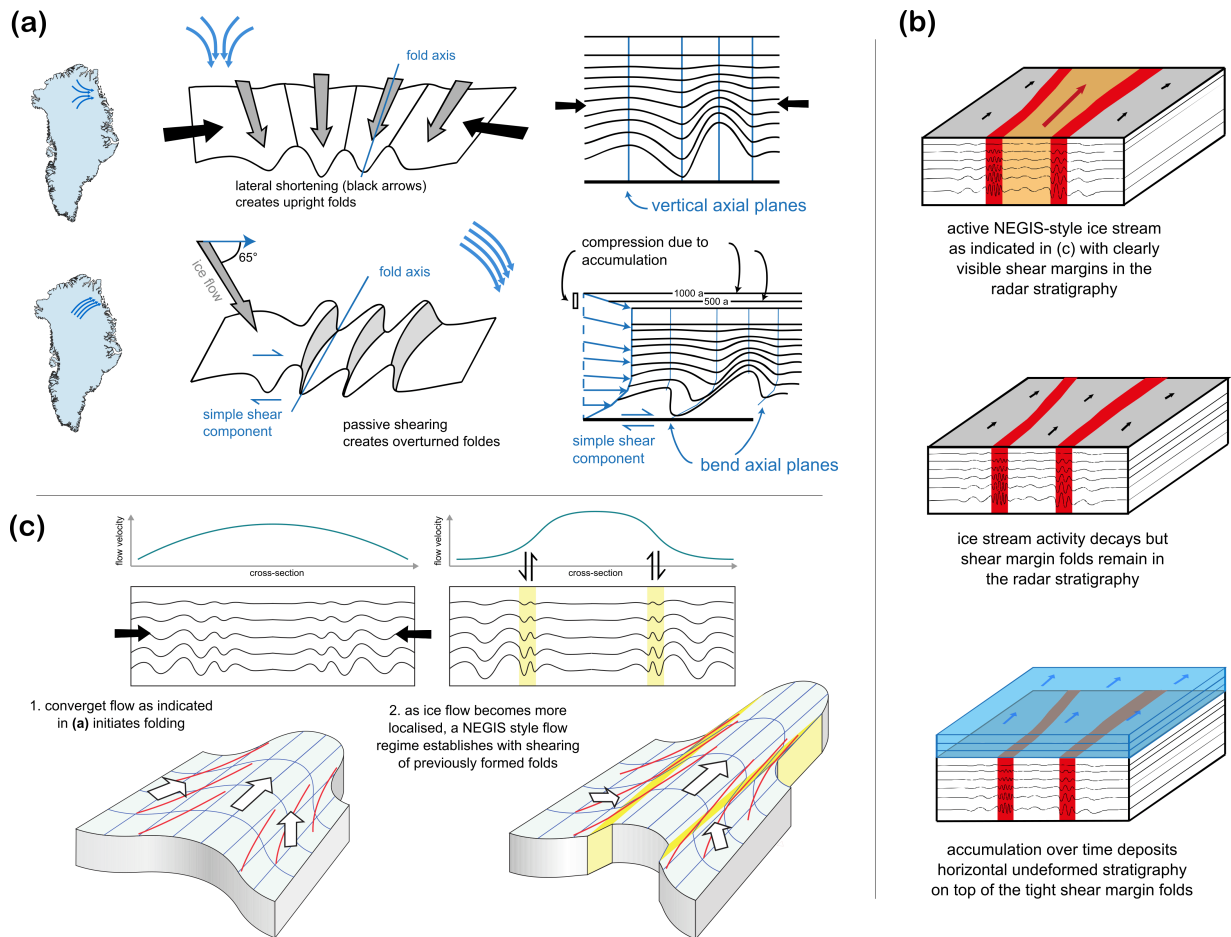 (a)
fold axis
lateral shortening (black arrows)
creates upright folds
vertical axial planes
65°
ice flow
fold axis
simple shear
component
passive shearing
creates overturned foldes
compression due to
accumulation
1000 a
500 a
simple shear
component
bend axial planes
(b)
active NEGIS-style ice stream
as indicated in (c) with clearly
visible shear margins in the
radar stratigraphy
ice stream activity decays but
shear margin folds remain in
the radar stratigraphy
accumulation over time deposits
horizontal undeformed stratigraphy
on top of the tight shear margin folds
(c)
flow velocity
cross-section
flow velocity
cross-section
1. converget flow as indicated
in (a) initiates folding
2. as ice flow becomes more
localised, a NEGIS style flow
regime establishes with shearing
of previously formed folds